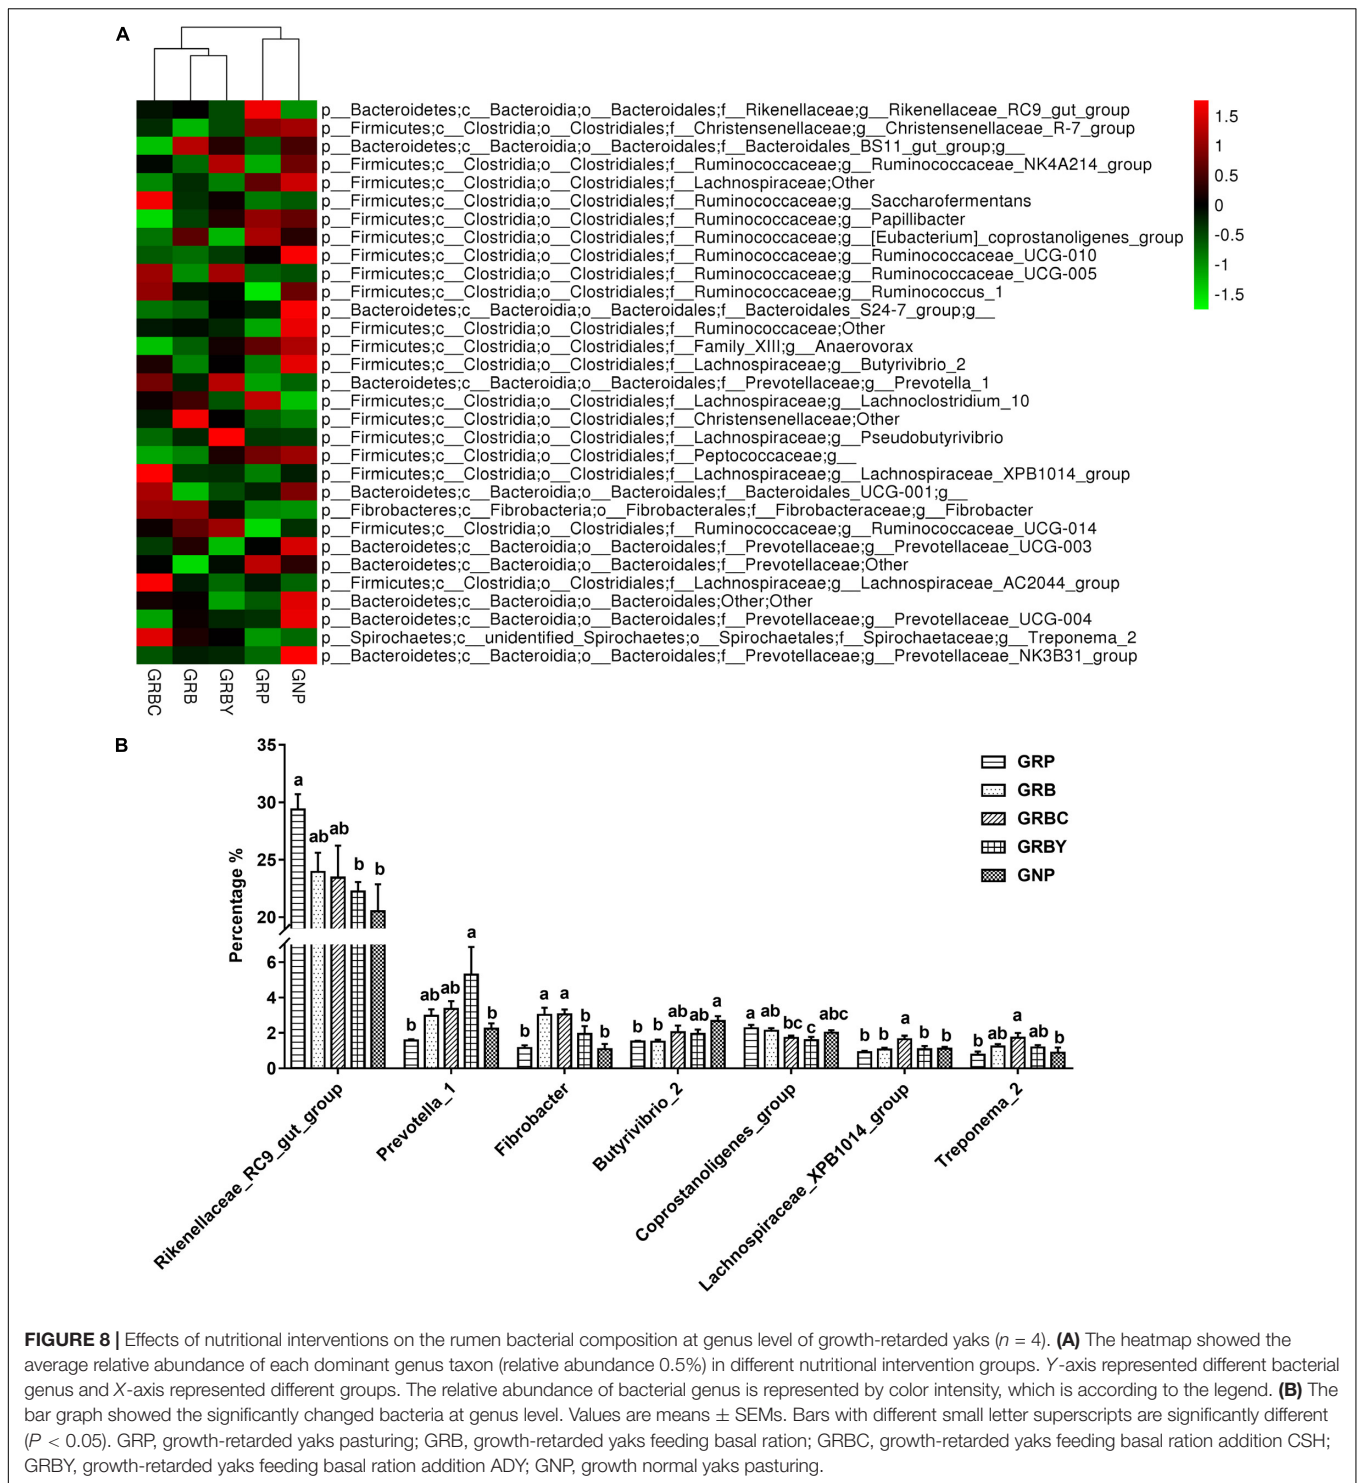 A
p__Bacteroidetes;c__Bacteroidia;o__Bacteroidales;f__Rikenellaceae;g__Rikenellaceae_RC9_gut_group
p__Firmicutes;c__Clostridia;o__Clostridiales;f__Christensenellaceae;g__Christensenellaceae_R-7_group
p__Bacteroidetes;c__Bacteroidia;o__Bacteroidales;f__Bacteroidales_BS11_gut_group;g__
p__Firmicutes;c__Clostridia;o__Clostridiales;f__Ruminococcaceae;g__Ruminococcaceae_NK4A214_group
p__Firmicutes;c__Clostridia;o__Clostridiales;f__Lachnospiraceae;Other
p__Firmicutes;c__Clostridia;o__Clostridiales;f__Ruminococcaceae;g__Saccharofermentans
p__Firmicutes;c__Clostridia;o__Clostridiales;f__Ruminococcaceae;g__Papillibacter
p__Firmicutes;c__Clostridia;o__Clostridiales;f__Ruminococcaceae;g__[Eubacterium]_coprostanoligenes_group
p__Firmicutes;c__Clostridia;o__Clostridiales;f__Ruminococcaceae;g__Ruminococcaceae_UCG-010
p__Firmicutes;c__Clostridia;o__Clostridiales;f__Ruminococcaceae;g__Ruminococcaceae_UCG-005
p__Firmicutes;c__Clostridia;o__Clostridiales;f__Ruminococcaceae;g__Ruminococcus_1
p__Bacteroidetes;c__Bacteroidia;o__Bacteroidales;f__Bacteroidales_S24-7_group;g__
p__Firmicutes;c__Clostridia;o__Clostridiales;f__Ruminococcaceae;Other
p__Firmicutes;c__Clostridia;o__Clostridiales;f__Family_XIII;g__Anaerovorax
p__Firmicutes;c__Clostridia;o__Clostridiales;f__Lachnospiraceae;g__Butyrivibrio_2
p__Bacteroidetes;c__Bacteroidia;o__Bacteroidales;f__Prevotellaceae;g__Prevotella_1
p__Firmicutes;c__Clostridia;o__Clostridiales;f__Lachnospiraceae;g__Lachnoclostridium_10
p__Firmicutes;c__Clostridia;o__Clostridiales;f__Christensenellaceae;Other
p__Firmicutes;c__Clostridia;o__Clostridiales;f__Lachnospiraceae;g__Pseudobutyrivibrio
p__Firmicutes;c__Clostridia;o__Clostridiales;f__Peptococcaceae;g__
p__Firmicutes;c__Clostridia;o__Clostridiales;f__Lachnospiraceae;g__Lachnospiraceae_XPB1014_group
p__Bacteroidetes;c__Bacteroidia;o__Bacteroidales;f__Bacteroidales_UCG-001;g__
p__Fibrobacteres;c__Fibrobacteria;o__Fibrobacterales;f__Fibrobacteraceae;g__Fibrobacter
p__Firmicutes;c__Clostridia;o__Clostridiales;f__Ruminococcaceae;g__Ruminococcaceae_UCG-014
p__Bacteroidetes;c__Bacteroidia;o__Bacteroidales;f__Prevotellaceae;g__Prevotellaceae_UCG-003
p__Bacteroidetes;c__Bacteroidia;o__Bacteroidales;f__Prevotellaceae;Other
p__Firmicutes;c__Clostridia;o__Clostridiales;f__Lachnospiraceae;g__Lachnospiraceae_AC2044_group
p__Bacteroidetes;c__Bacteroidia;o__Bacteroidales;Other;Other
p__Bacteroidetes;c__Bacteroidia;o__Bacteroidales;f__Prevotellaceae;g__Prevotellaceae_UCG-004
p__Spirochaetes;c__unidentified_Spirochaetes;o__Spirochaetales;f__Spirochaetaceae;g__Treponema_2
p__Bacteroidetes;c__Bacteroidia;o__Bacteroidales;f__Prevotellaceae;g__Prevotellaceae_NK3B31_group
1.5
1
0.5
0
-0.5
-1
-1.5
GRBC GRB GRBY GRP GNP
B
Percentage %
35
30
25
20
6
4
2
0
a ab ab b b
b ab ab a b
b a a b b
b b ab ab a
a ab bc c abc
b b a b b
b ab a ab b
GRP
GRB
GRBC
GRBY
GNP
Rikenellaceae_RC9_gut_group
Prevotella_1
Fibrobacter
Butyrivibrio_2
Coprostanoligenes_group
Lachnospiraceae_XPB1014_group
Treponema_2
FIGURE 8 | Effects of nutritional interventions on the rumen bacterial composition at genus level of growth-retarded yaks (n = 4). (A) The heatmap showed the
average relative abundance of each dominant genus taxon (relative abundance 0.5%) in different nutritional intervention groups. Y-axis represented different bacterial
genus and X-axis represented different groups. The relative abundance of bacterial genus is represented by color intensity, which is according to the legend. (B) The
bar graph showed the significantly changed bacteria at genus level. Values are means ± SEMs. Bars with different small letter superscripts are significantly different
(P < 0.05). GRP, growth-retarded yaks pasturing; GRB, growth-retarded yaks feeding basal ration; GRBC, growth-retarded yaks feeding basal ration addition CSH;
GRBY, growth-retarded yaks feeding basal ration addition ADY; GNP, growth normal yaks pasturing.